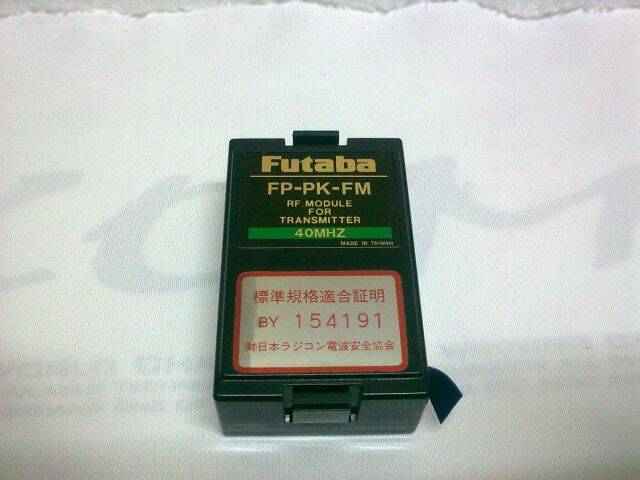 Futaba
FP-PK-FM
RF MODULE
FOR
TRANSMITTER
40MHZ
MADE IN TAIWAN
標準規格適合証明
BY 154191
㈶日本ラジコン電波安全協会